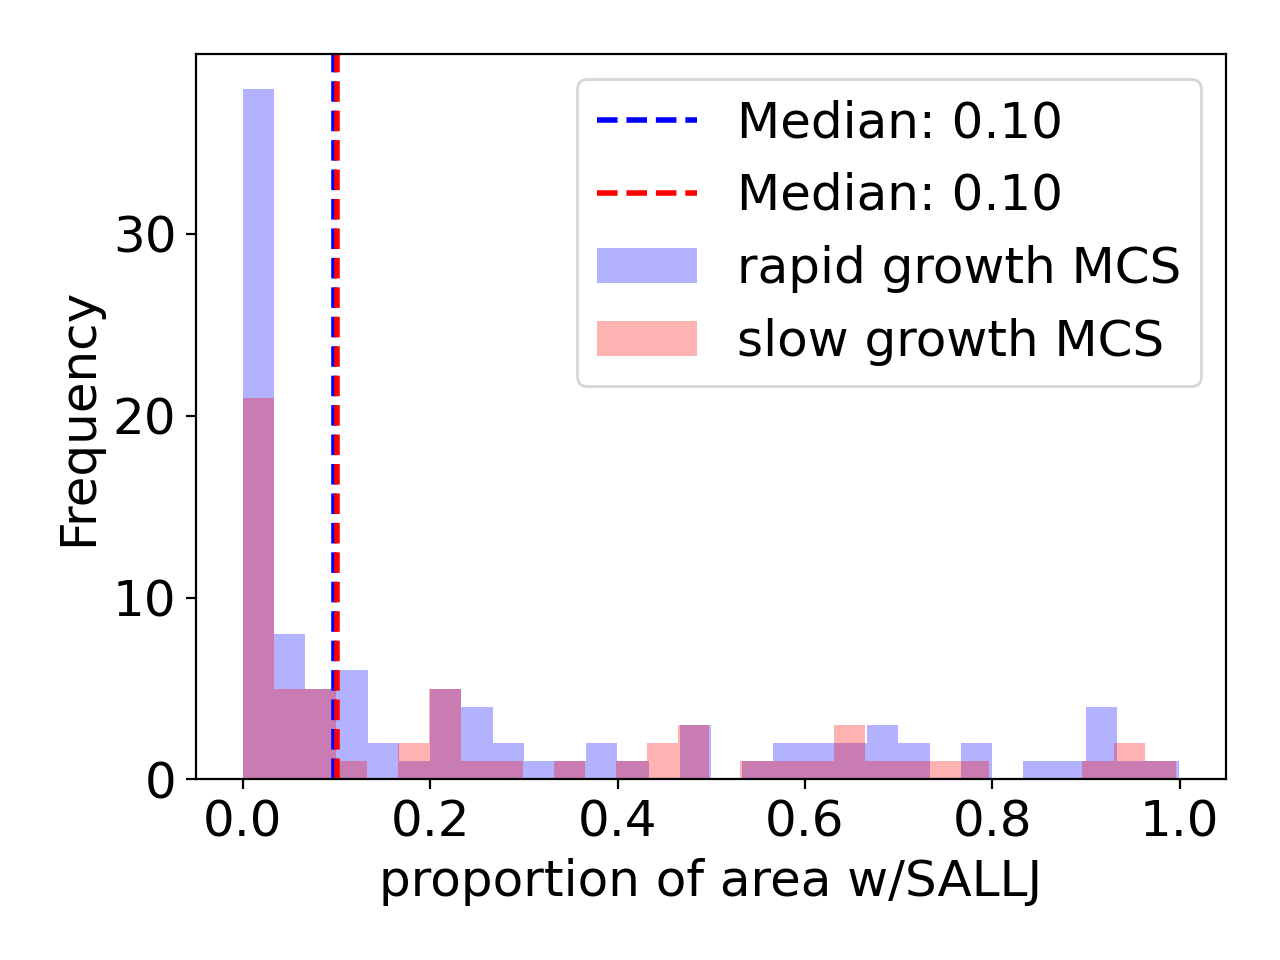 Median: 0.10
Median: 0.10
rapid growth MCS
slow growth MCS
Frequency
30
20
10
0
0.0 0.2 0.4 0.6 0.8 1.0
proportion of area w/SALLJ